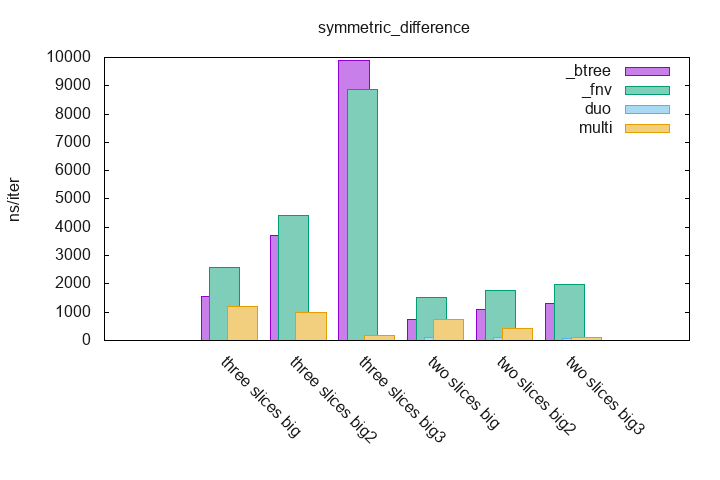 symmetric_difference
10000
9000
8000
7000
6000
5000
4000
3000
2000
1000
0
ns/iter
_btree
_fnv
duo
multi
three slices big
three slices big2
three slices big3
two slices big
two slices big2
two slices big3